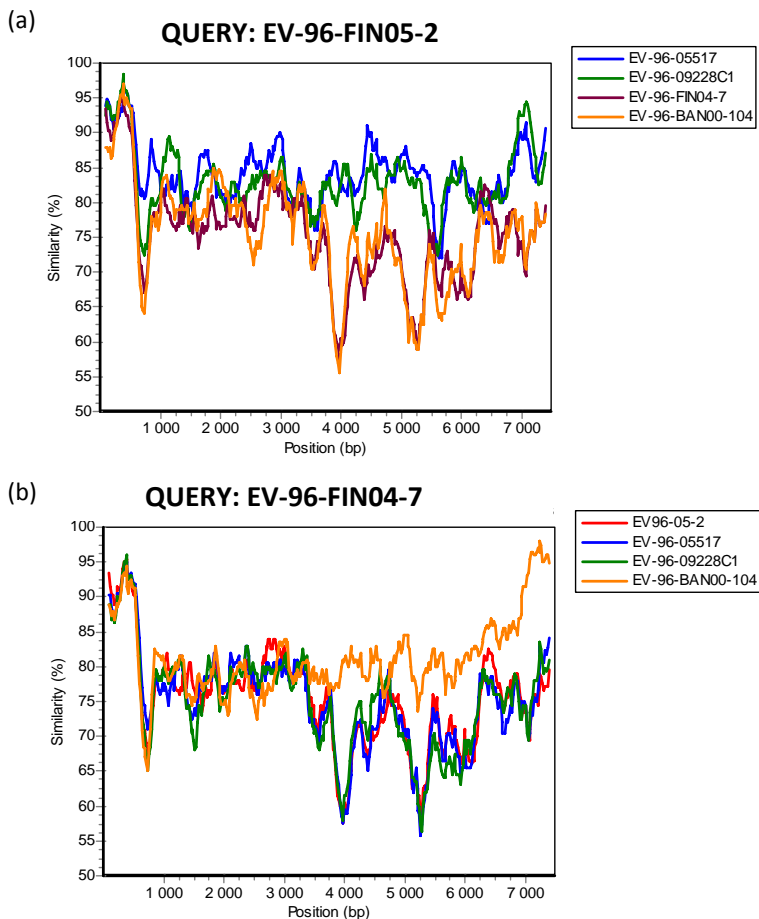 (a)
QUERY: EV-96-FIN05-2
EV-96-05517
EV-96-09228C1
EV-96-FIN04-7
EV-96-BAN00-104
100
95
90
85
80
75
70
65
60
55
50
Similarity (%)
1 000 2 000 3 000 4 000 5 000 6 000 7 000
Position (bp)
(b)
QUERY: EV-96-FIN04-7
EV96-05-2
EV-96-05517
EV-96-09228C1
EV-96-BAN00-104
100
95
90
85
80
75
70
65
60
55
50
Similarity (%)
1 000 2 000 3 000 4 000 5 000 6 000 7 000
Position (bp)